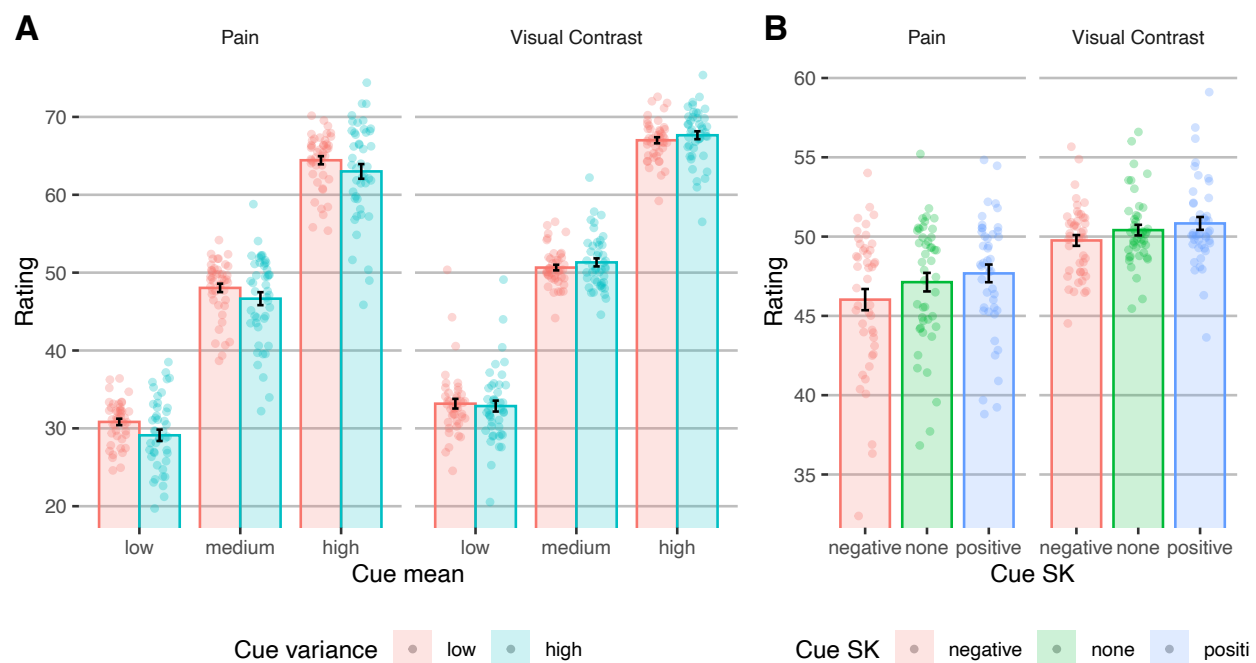 A
Pain
Visual Contrast
Rating
70
60
50
40
30
20
low
medium
high
low
medium
high
Cue mean
Cue variance
low
high
B
Pain
Visual Contrast
Rating
60
55
50
45
40
35
negative
none
positive
negative
none
positive
Cue SK
Cue SK
negative
none
positi